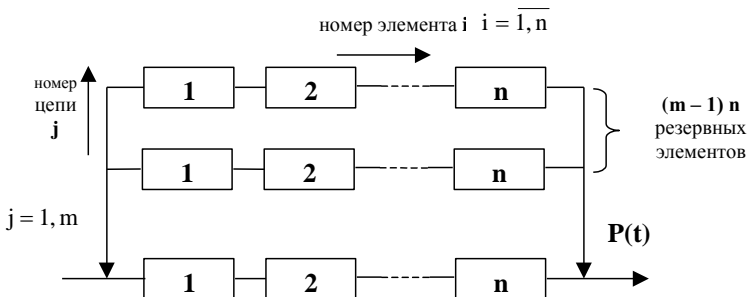 номер элемента i i = 1, n
номер
цепи
j
1 2 n
(m – 1) n
резервных
элементов
1 2 n
j = 1, m
P(t)
1 2 n